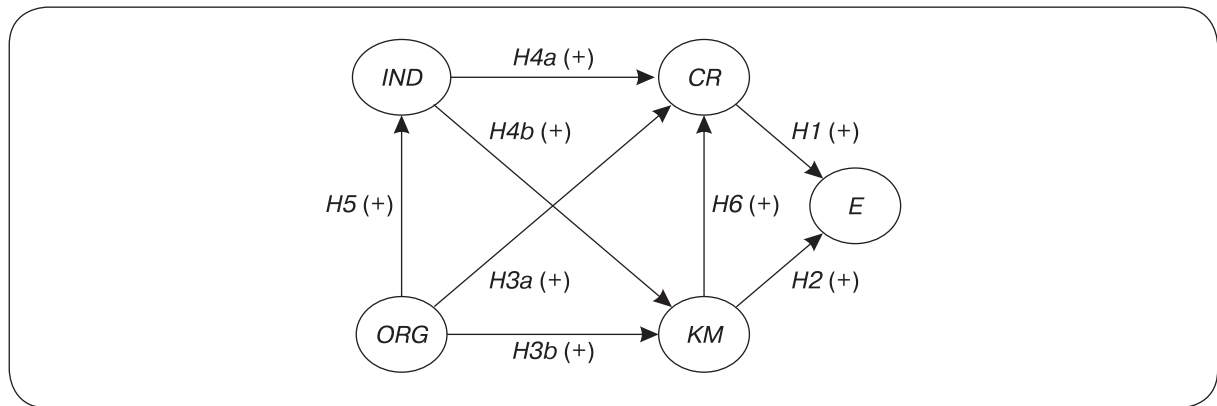 H4a (+)
IND
CR
H4b (+)
H1 (+)
H5 (+)
H6 (+)
E
H3a (+)
H2 (+)
ORG
KM
H3b (+)